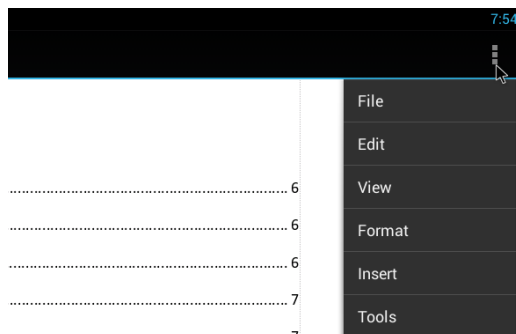 7:54
File
Edit
View
...................................................................... 6
Format
...................................................................... 6
Insert
...................................................................... 6
Tools
...................................................................... 7